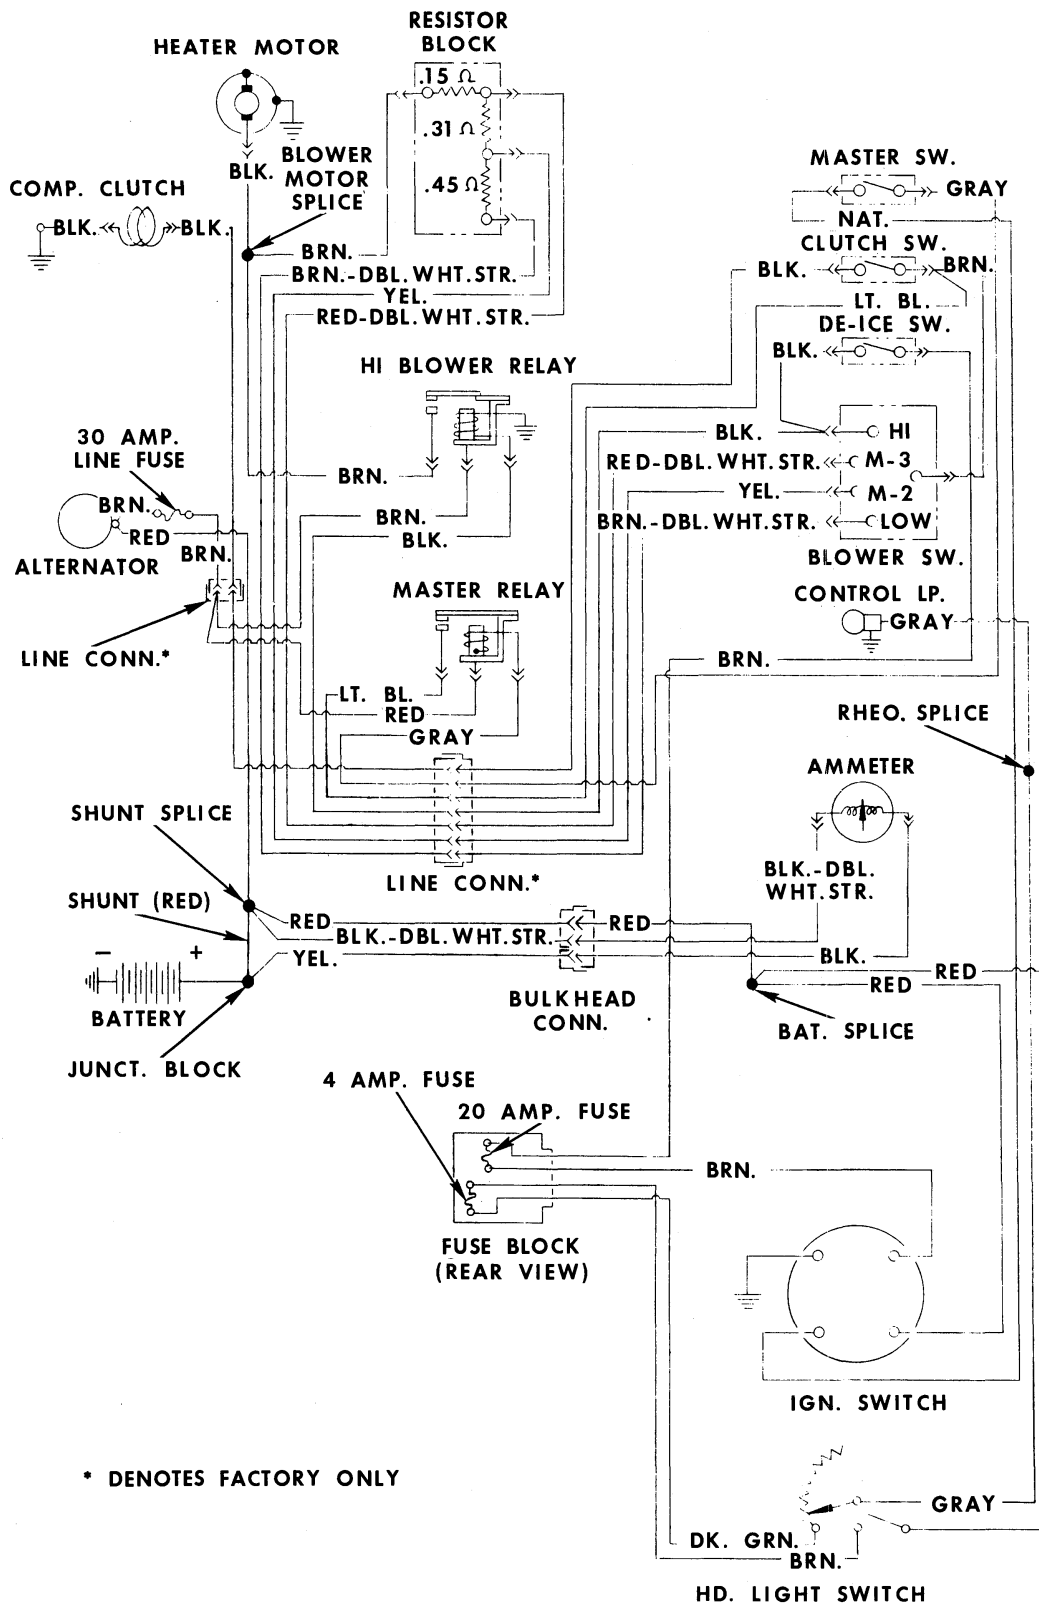 RESISTOR
BLOCK
HEATER MOTOR
.15 Ω
.31 Ω
.45 Ω
BLK.
BLOWER
MOTOR
SPLICE
COMP. CLUTCH
BLK.
BLK.
BRN.
BRN.-DBL.WHT.STR.
YEL.
RED-DBL.WHT.STR.
MASTER SW.
GRAY
NAT.
CLUTCH SW.
BLK.
BRN.
LT. BL.
DE-ICE SW.
BLK.
HI BLOWER RELAY
30 AMP.
LINE FUSE
BRN.
BRN.
RED
BRN.
ALTERNATOR
BRN.
BLK.
BLK.
HI
RED-DBL.WHT.STR.
M-3
YEL.
M-2
BRN.-DBL.WHT.STR.
LOW
BLOWER SW.
MASTER RELAY
CONTROL LP.
GRAY
LINE CONN.*
BRN.
LT. BL.
RED
GRAY
RHEO. SPLICE
AMMETER
SHUNT SPLICE
LINE CONN.*
BLK.-DBL.
WHT.STR.
SHUNT (RED)
RED
RED
BLK.-DBL.WHT.STR.
YEL.
BLK.
RED
RED
- +
BATTERY
BULKHEAD
CONN.
BAT. SPLICE
JUNCT. BLOCK
4 AMP. FUSE
20 AMP. FUSE
BRN.
FUSE BLOCK
(REAR VIEW)
IGN. SWITCH
* DENOTES FACTORY ONLY
GRAY
DK. GRN.
BRN.
HD. LIGHT SWITCH